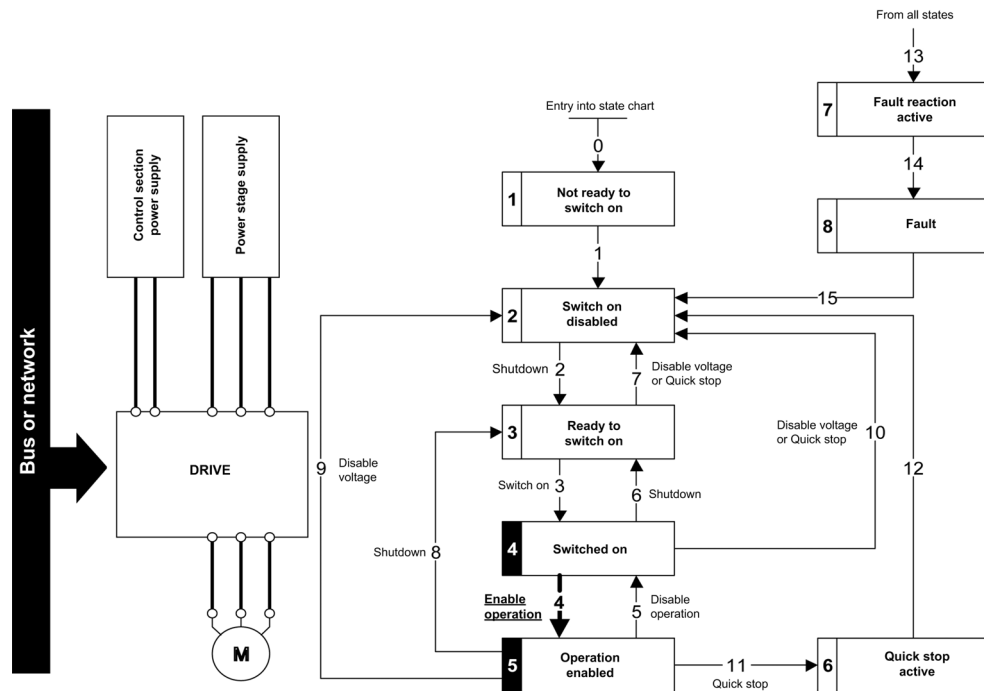 From all states
13
7
Fault reaction
active
14
8
Fault
15
Entry into state chart
0
1
Not ready to
switch on
1
2
Switch on
disabled
Shutdown 2
7
Disable voltage
or Quick stop
3
Ready to
switch on
Switch on 3
6 Shutdown
4
Switched on
Enable
operation
4
5
Disable
operation
5
Operation
enabled
11
Quick stop
6
Quick stop
active
Disable voltage
or Quick stop
10
12
9
Disable
voltage
Shutdown 8
Bus or network
Control section
power supply
Power stage supply
DRIVE
M